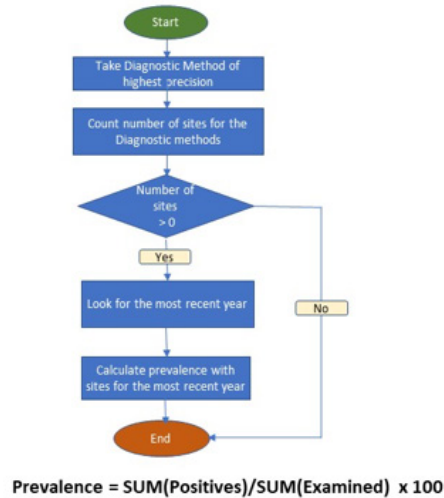 Start
Take Diagnostic Method of
highest precision
Count number of sites for the
Diagnostic methods
Number of
sites
> 0
Yes
No
Look for the most recent year
Calculate prevalence with
sites for the most recent year
End
Prevalence = SUM(Positives)/SUM(Examined) x 100